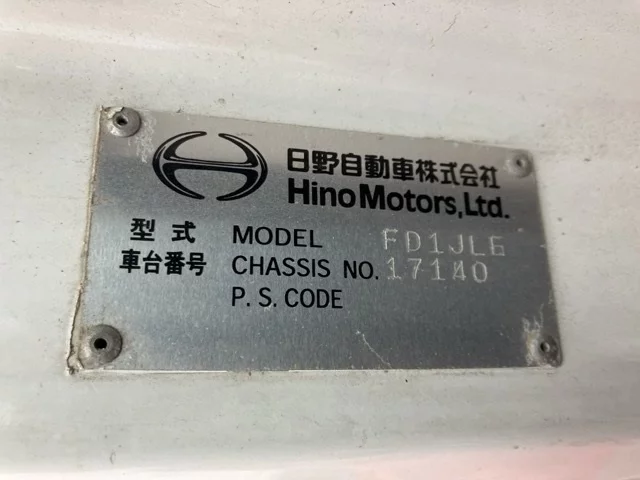 日野自動車株式会社
Hino Motors, Ltd.
型式 MODEL FD1JLG
車台番号 CHASSIS NO. 17140
P.S.CODE